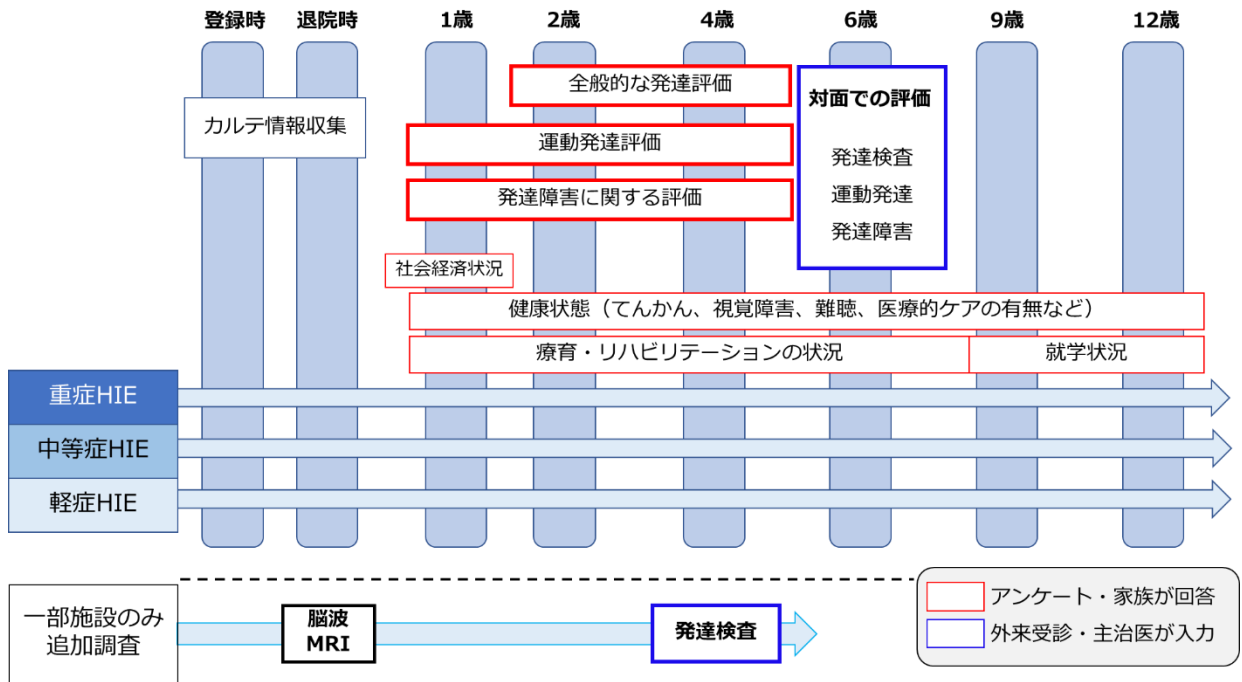 登録時 退院時 1歳 2歳 4歳 6歳 9歳 12歳
全般的な発達評価
対面での評価
カルテ情報収集
運動発達評価
発達検査
発達障害に関する評価
運動発達
発達障害
社会経済状況
健康状態（てんかん、視覚障害、難聴、医療的ケアの有無など）
療育・リハビリテーションの状況
就学状況
重症HIE
中等症HIE
軽症HIE
一部施設のみ
追加調査
脳波
MRI
発達検査
アンケート・家族が回答
外来受診・主治医が入力